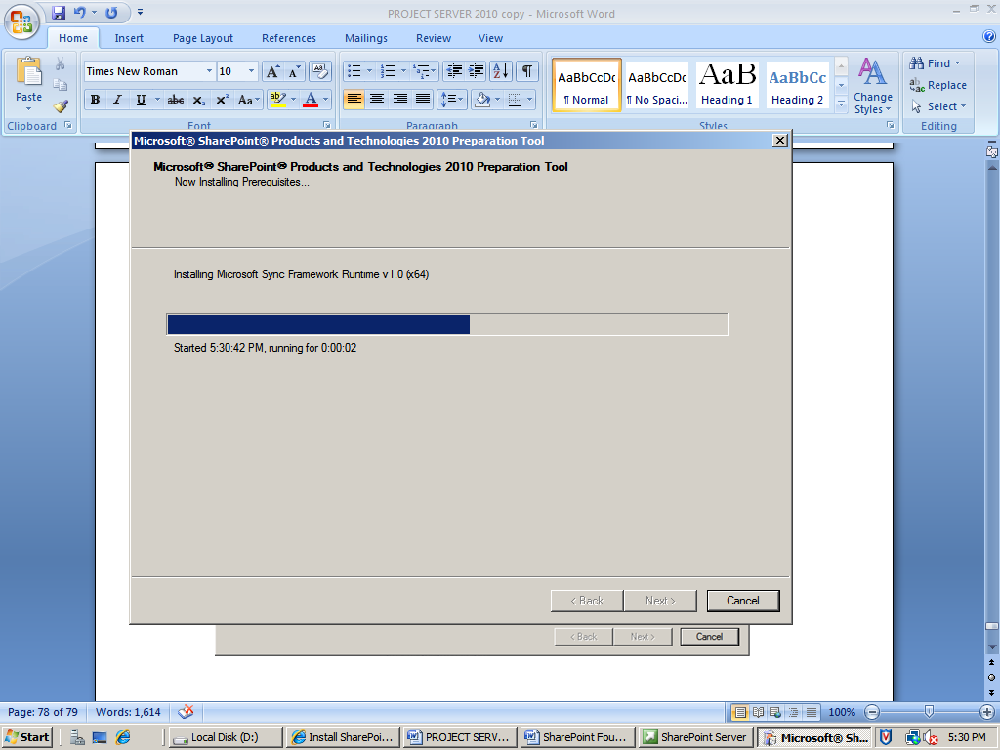 PROJECT SERVER 2010 copy - Microsoft Word
Home Insert Page Layout References Mailings Review View
Paste
Times New Roman 10
B I U abc x₂ x² Aa
AaBbCcDc AaBbCcDc AaB AaBbCc
¶ Normal ¶ No Spaci... Heading 1 Heading 2
Change Styles
Find
Replace
Select
Clipboard Font Paragraph Styles Editing
Microsoft® SharePoint® Products and Technologies 2010 Preparation Tool
Microsoft® SharePoint® Products and Technologies 2010 Preparation Tool
Now Installing Prerequisites...
Installing Microsoft Sync Framework Runtime v1.0 (x64)
Started 5:30:42 PM, running for 0:00:02
< Back Next > Cancel
< Back Next > Cancel
Page: 78 of 79 Words: 1,614 100%
Start Local Disk (D:) Install SharePoi... PROJECT SERV... SharePoint Fou... SharePoint Server Microsoft® Sh... 5:30 PM